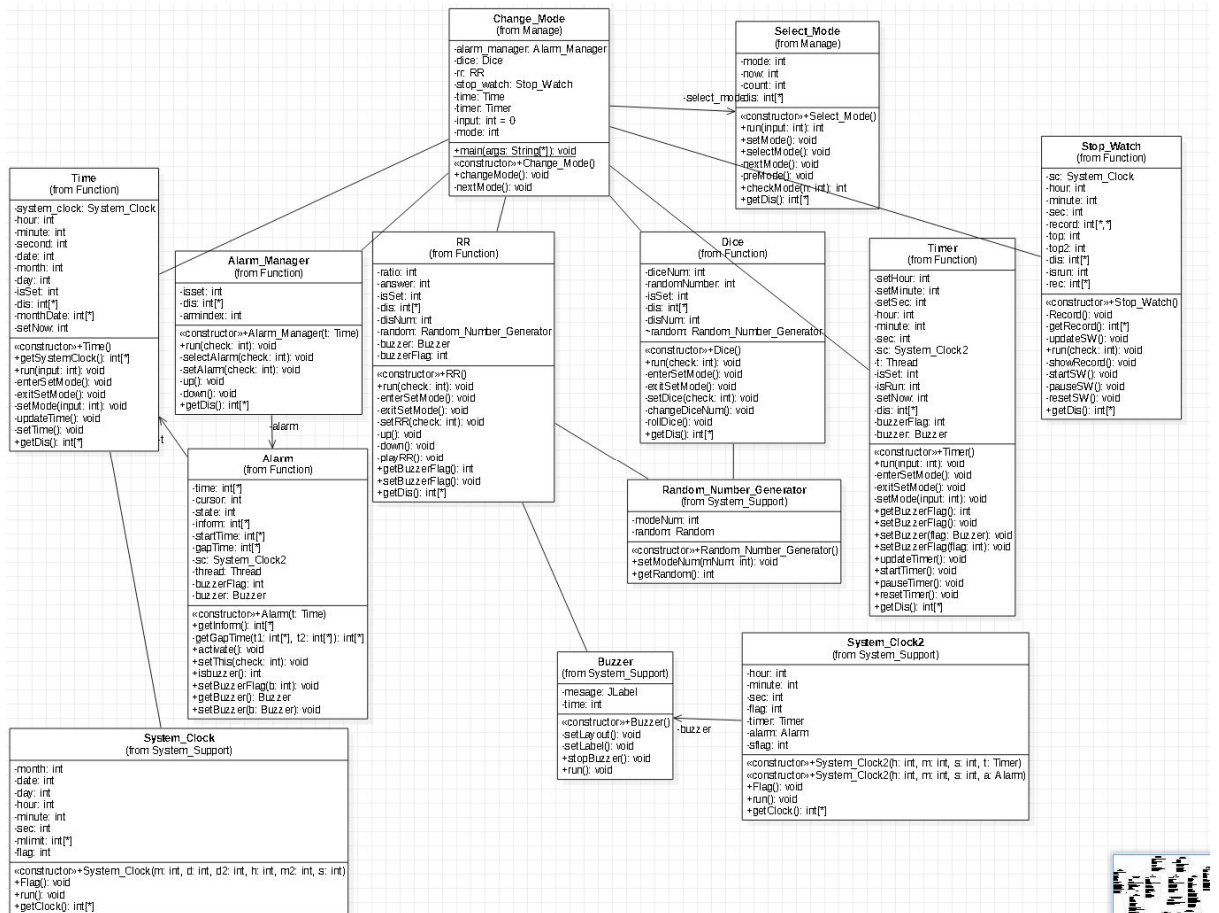 Change_Mode
(from Manage)
-alarm_manager: Alarm_Manager
-dice: Dice
-rr: RR
-stop_watch: Stop_Watch
-time: Time
-timer: Timer
-input: int = 0
-mode: int
+main(args: String[*]): void
«constructor»+Change_Mode()
+changeMode(): void
-nextMode(): void
Select_Mode
(from Manage)
-mode: int
-now: int
-count: int
-dis: int[*]
«constructor»+Select_Mode()
+run(input: int): int
-setMode(): void
+selectMode(): void
-nextMode(): void
-preMode(): void
+checkMode(n: int): int
+getDis(): int[*]
-select_mode
Stop_Watch
(from Function)
-sc: System_Clock
-hour: int
-minute: int
-sec: int
-record: int[*,*]
-top: int
-top2: int
-dis: int[*]
-isrun: int
-rec: int[*]
«constructor»+Stop_Watch()
-Record(): void
-getRecord(): int[*]
-updateSW(): void
+run(check: int): void
-showRecord(): void
-startSW(): void
-pauseSW(): void
-resetSW(): void
+getDis(): int[*]
Time
(from Function)
-system_clock: System_Clock
-hour: int
-minute: int
-second: int
-date: int
-month: int
-day: int
-isSet: int
-dis: int[*]
-monthDate: int[*]
-setNow: int
«constructor»+Time()
+getSystemClock(): int[*]
+run(input: int): void
-enterSetMode(): void
-exitSetMode(): void
-setMode(input: int): void
-updateTime(): void
-setTime(): void
+getDis(): int[*]
Alarm_Manager
(from Function)
-isset: int
-dis: int[*]
-armindex: int
«constructor»+Alarm_Manager(t: Time)
+run(check: int): void
-selectAlarm(check: int): void
-setAlarm(check: int): void
-up(): void
-down(): void
+getDis(): int[*]
-alarm
-t
RR
(from Function)
-ratio: int
-answer: int
-isSet: int
-dis: int[*]
-disNum: int
-random: Random_Number_Generator
-buzzer: Buzzer
-buzzerFlag: int
«constructor»+RR()
+run(check: int): void
-enterSetMode(): void
-exitSetMode(): void
-setRR(check: int): void
-up(): void
-down(): void
-playRR(): void
+getBuzzerFlag(): int
+setBuzzerFlag(): void
+getDis(): int[*]
Dice
(from Function)
-diceNum: int
-randomNumber: int
-isSet: int
-dis: int[*]
-disNum: int
~random: Random_Number_Generator
«constructor»+Dice()
+run(check: int): void
-enterSetMode(): void
-exitSetMode(): void
-setDice(check: int): void
-changeDiceNum(): void
-rollDice(): void
+getDis(): int[*]
Timer
(from Function)
-setHour: int
-setMinute: int
-setSec: int
-hour: int
-minute: int
-sec: int
-sc: System_Clock2
-t: Thread
-isSet: int
-isRun: int
-setNow: int
-dis: int[*]
-buzzerFlag: int
-buzzer: Buzzer
«constructor»+Timer()
+run(input: int): void
-enterSetMode(): void
-exitSetMode(): void
-setMode(input: int): void
+getBuzzerFlag(): int
+setBuzzerFlag(): void
+setBuzzer(flag: Buzzer): void
+setBuzzerFlag(flag: int): void
+updateTimer(): void
+startTimer(): void
+pauseTimer(): void
+resetTimer(): void
+getDis(): int[*]
Alarm
(from Function)
-time: int[*]
-cursor: int
-state: int
-inform: int[*]
-startTime: int[*]
-gapTime: int[*]
-sc: System_Clock2
-thread: Thread
-buzzerFlag: int
-buzzer: Buzzer
«constructor»+Alarm(t: Time)
+getInform(): int[*]
-getGapTime(t1: int[*], t2: int[*]): int[*]
+activate(): void
+setThis(check: int): void
+isbuzzer(): int
+setBuzzerFlag(b: int): void
+getBuzzer(): Buzzer
+setBuzzer(b: Buzzer): void
Random_Number_Generator
(from System_Support)
-modeNum: int
-random: Random
«constructor»+Random_Number_Generator()
+setModeNum(mNum: int): void
+getRandom(): int
Buzzer
(from System_Support)
-message: JLabel
-time: int
«constructor»+Buzzer()
-setLayout(): void
-setLabel(): void
+stopBuzzer(): void
+run(): void
-buzzer
System_Clock2
(from System_Support)
-hour: int
-minute: int
-sec: int
-flag: int
-timer: Timer
-alarm: Alarm
-sflag: int
«constructor»+System_Clock2(h: int, m: int, s: int, t: Timer)
«constructor»+System_Clock2(h: int, m: int, s: int, a: Alarm)
+Flag(): void
+run(): void
+getClock(): int[*]
System_Clock
(from System_Support)
-month: int
-date: int
-day: int
-hour: int
-minute: int
-sec: int
-mlimit: int[*]
-flag: int
«constructor»+System_Clock(m: int, d: int, d2: int, h: int, m2: int, s: int)
+Flag(): void
+run(): void
+getClock(): int[*]